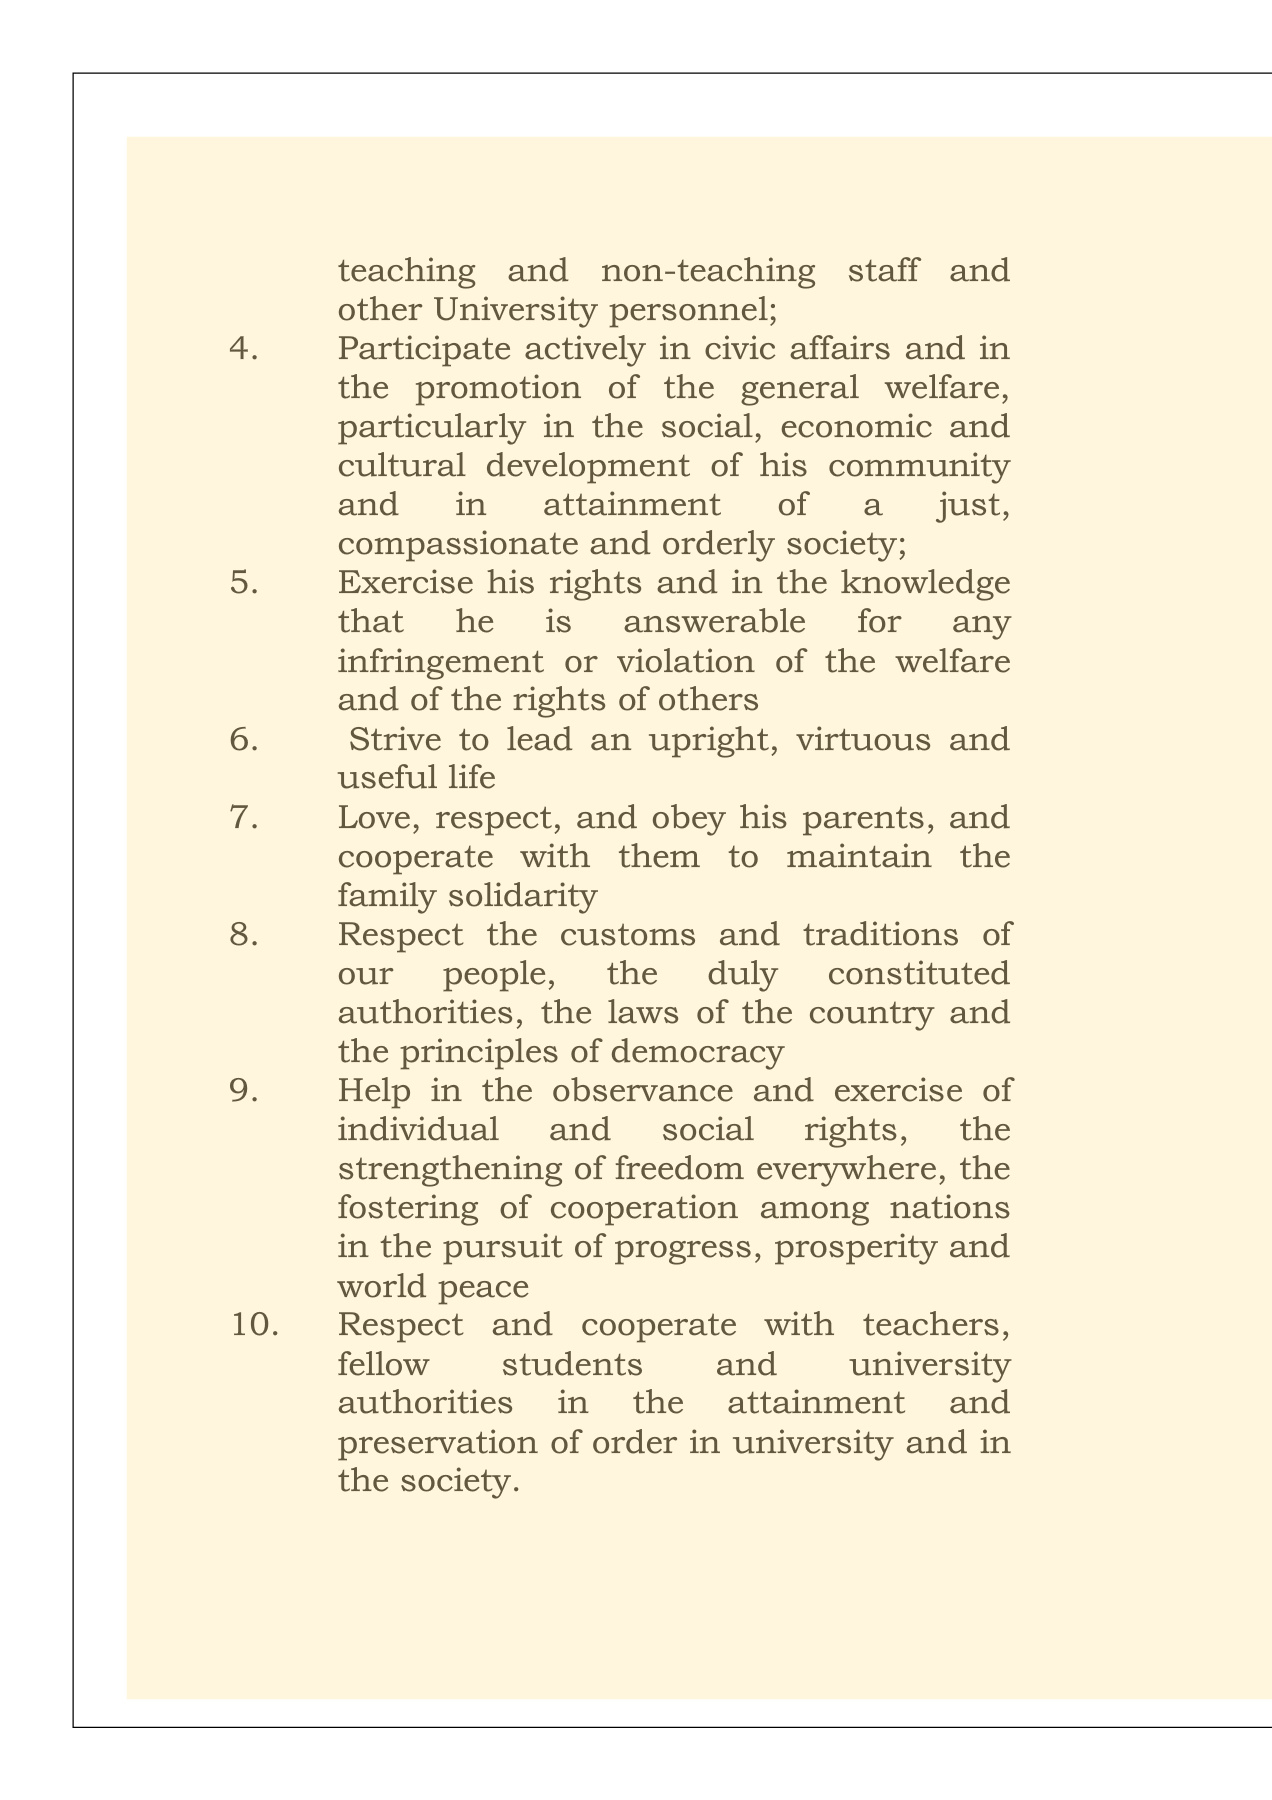 teaching and non-teaching staff and
other University personnel;
4. Participate actively in civic affairs and in
the promotion of the general welfare,
particularly in the social, economic and
cultural development of his community
and in attainment of a just,
compassionate and orderly society;
5. Exercise his rights and in the knowledge
that he is answerable for any
infringement or violation of the welfare
and of the rights of others
6. Strive to lead an upright, virtuous and
useful life
7. Love, respect, and obey his parents, and
cooperate with them to maintain the
family solidarity
8. Respect the customs and traditions of
our people, the duly constituted
authorities, the laws of the country and
the principles of democracy
9. Help in the observance and exercise of
individual and social rights, the
strengthening of freedom everywhere, the
fostering of cooperation among nations
in the pursuit of progress, prosperity and
world peace
10. Respect and cooperate with teachers,
fellow students and university
authorities in the attainment and
preservation of order in university and in
the society.